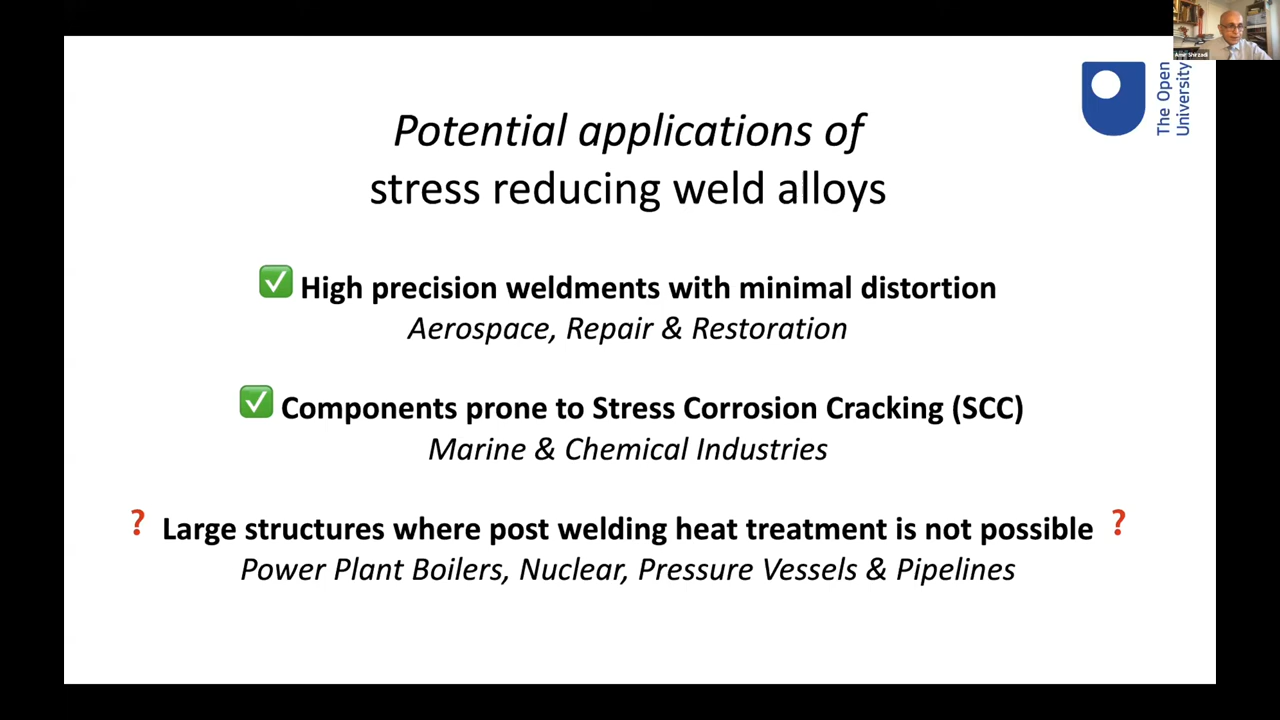 Amir Shirzadi
The Open
University
Potential applications of
stress reducing weld alloys
✅ High precision weldments with minimal distortion
Aerospace, Repair & Restoration
✅ Components prone to Stress Corrosion Cracking (SCC)
Marine & Chemical Industries
? Large structures where post welding heat treatment is not possible ?
Power Plant Boilers, Nuclear, Pressure Vessels & Pipelines